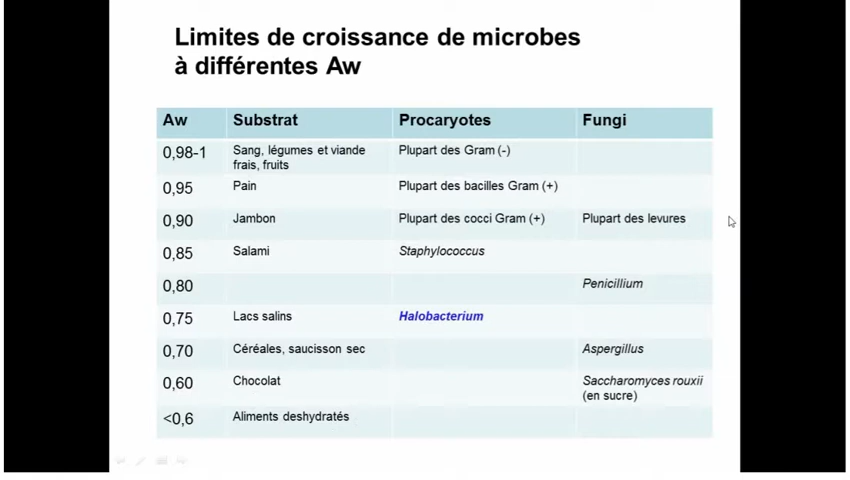 Limites de croissance de microbes
à différentes Aw
Aw Substrat Procaryotes Fungi
0,98-1 Sang, légumes et viande frais, fruits Plupart des Gram (-)
0,95 Pain Plupart des bacilles Gram (+)
0,90 Jambon Plupart des cocci Gram (+) Plupart des levures
0,85 Salami Staphylococcus
0,80 Penicillium
0,75 Lacs salins Halobacterium
0,70 Céréales, saucisson sec Aspergillus
0,60 Chocolat Saccharomyces rouxii (en sucre)
<0,6 Aliments deshydratés